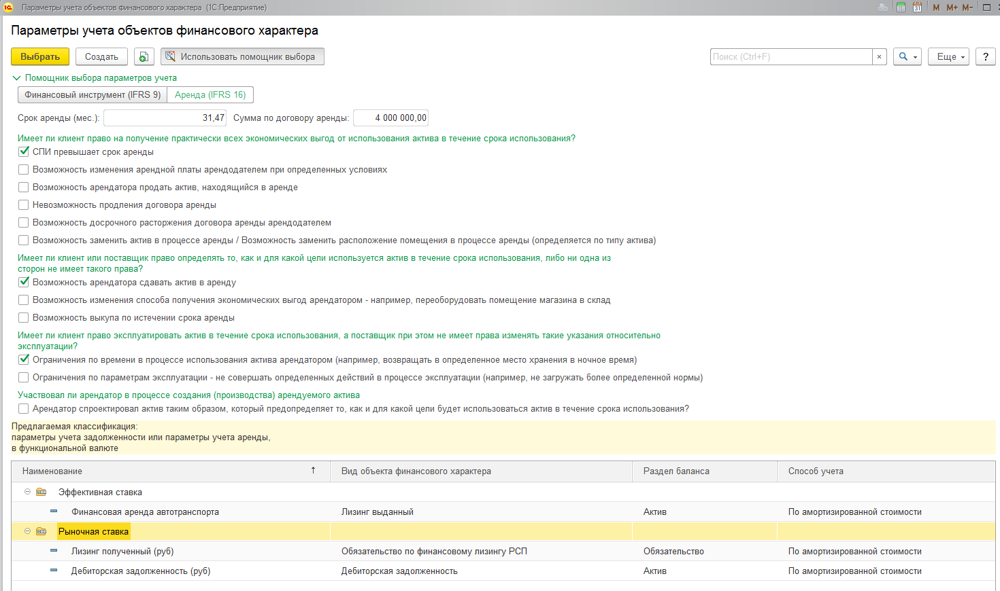 Параметры учета объектов финансового характера (1С:Предприятие)
M M+ M-
Параметры учета объектов финансового характера
Выбрать Создать Использовать помощник выбора Поиск (Ctrl+F) × Еще ?
Помощник выбора параметров учета
Финансовый инструмент (IFRS 9) Аренда (IFRS 16)
Срок аренды (мес.): 31,47 Сумма по договору аренды: 4 000 000,00
Имеет ли клиент право на получение практически всех экономических выгод от использования актива в течение срока использования?
СПИ превышает срок аренды
Возможность изменения арендной платы арендодателем при определенных условиях
Возможность арендатора продать актив, находящийся в аренде
Невозможность продления договора аренды
Возможность досрочного расторжения договора аренды арендодателем
Возможность заменить актив в процессе аренды / Возможность заменить расположение помещения в процессе аренды (определяется по типу актива)
Имеет ли клиент или поставщик право определять то, как и для какой цели используется актив в течение срока использования, либо ни одна из
сторон не имеет такого права?
Возможность арендатора сдавать актив в аренду
Возможность изменения способа получения экономических выгод арендатором - например, переоборудовать помещение магазина в склад
Возможность выкупа по истечении срока аренды
Имеет ли клиент право эксплуатировать актив в течение срока использования, а поставщик при этом не имеет права изменять такие указания относительно
эксплуатации?
Ограничения по времени в процессе использования актива арендатором (например, возвращать в определенное место хранения в ночное время)
Ограничения по параметрам эксплуатации - не совершать определенных действий в процессе эксплуатации (например, не загружать более определенной нормы)
Участвовал ли арендатор в процессе создания (производства) арендуемого актива
Арендатор спроектировал актив таким образом, который предопределяет то, как и для какой цели будет использоваться актив в течение срока использования?
Предлагаемая классификация:
параметры учета задолженности или параметры учета аренды,
в функциональной валюте
Наименование ↑ Вид объекта финансового характера Раздел баланса Способ учета
Эффективная ставка
Финансовая аренда автотранспорта Лизинг выданный Актив По амортизированной стоимости
Рыночная ставка
Лизинг полученный (руб) Обязательство по финансовому лизингу РСП Обязательство По амортизированной стоимости
Дебиторская задолженность (руб) Дебиторская задолженность Актив По амортизированной стоимости